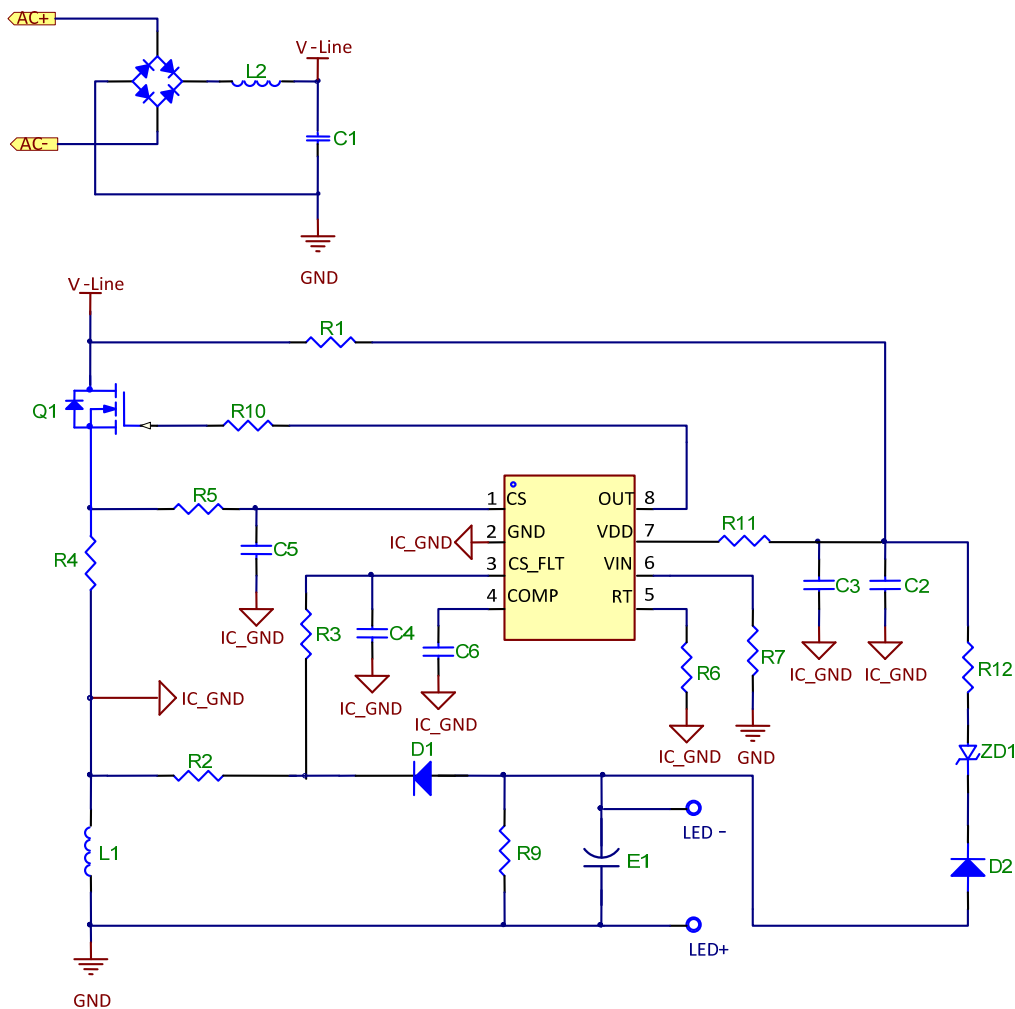 AC+
V-Line
L2
C1
AC-
GND
V-Line
R1
Q1
R10
R5
1 CS OUT 8
IC_GND 2 GND VDD 7 R11
3 CS_FLT VIN 6
4 COMP RT 5
R4
C5
IC_GND
C3
C2
R3
C4
C6
R6
R7
IC_GND
IC_GND
R12
IC_GND
IC_GND
IC_GND
IC_GND
GND
R2
D1
ZD1
LED -
L1
R9
E1
D2
LED+
GND